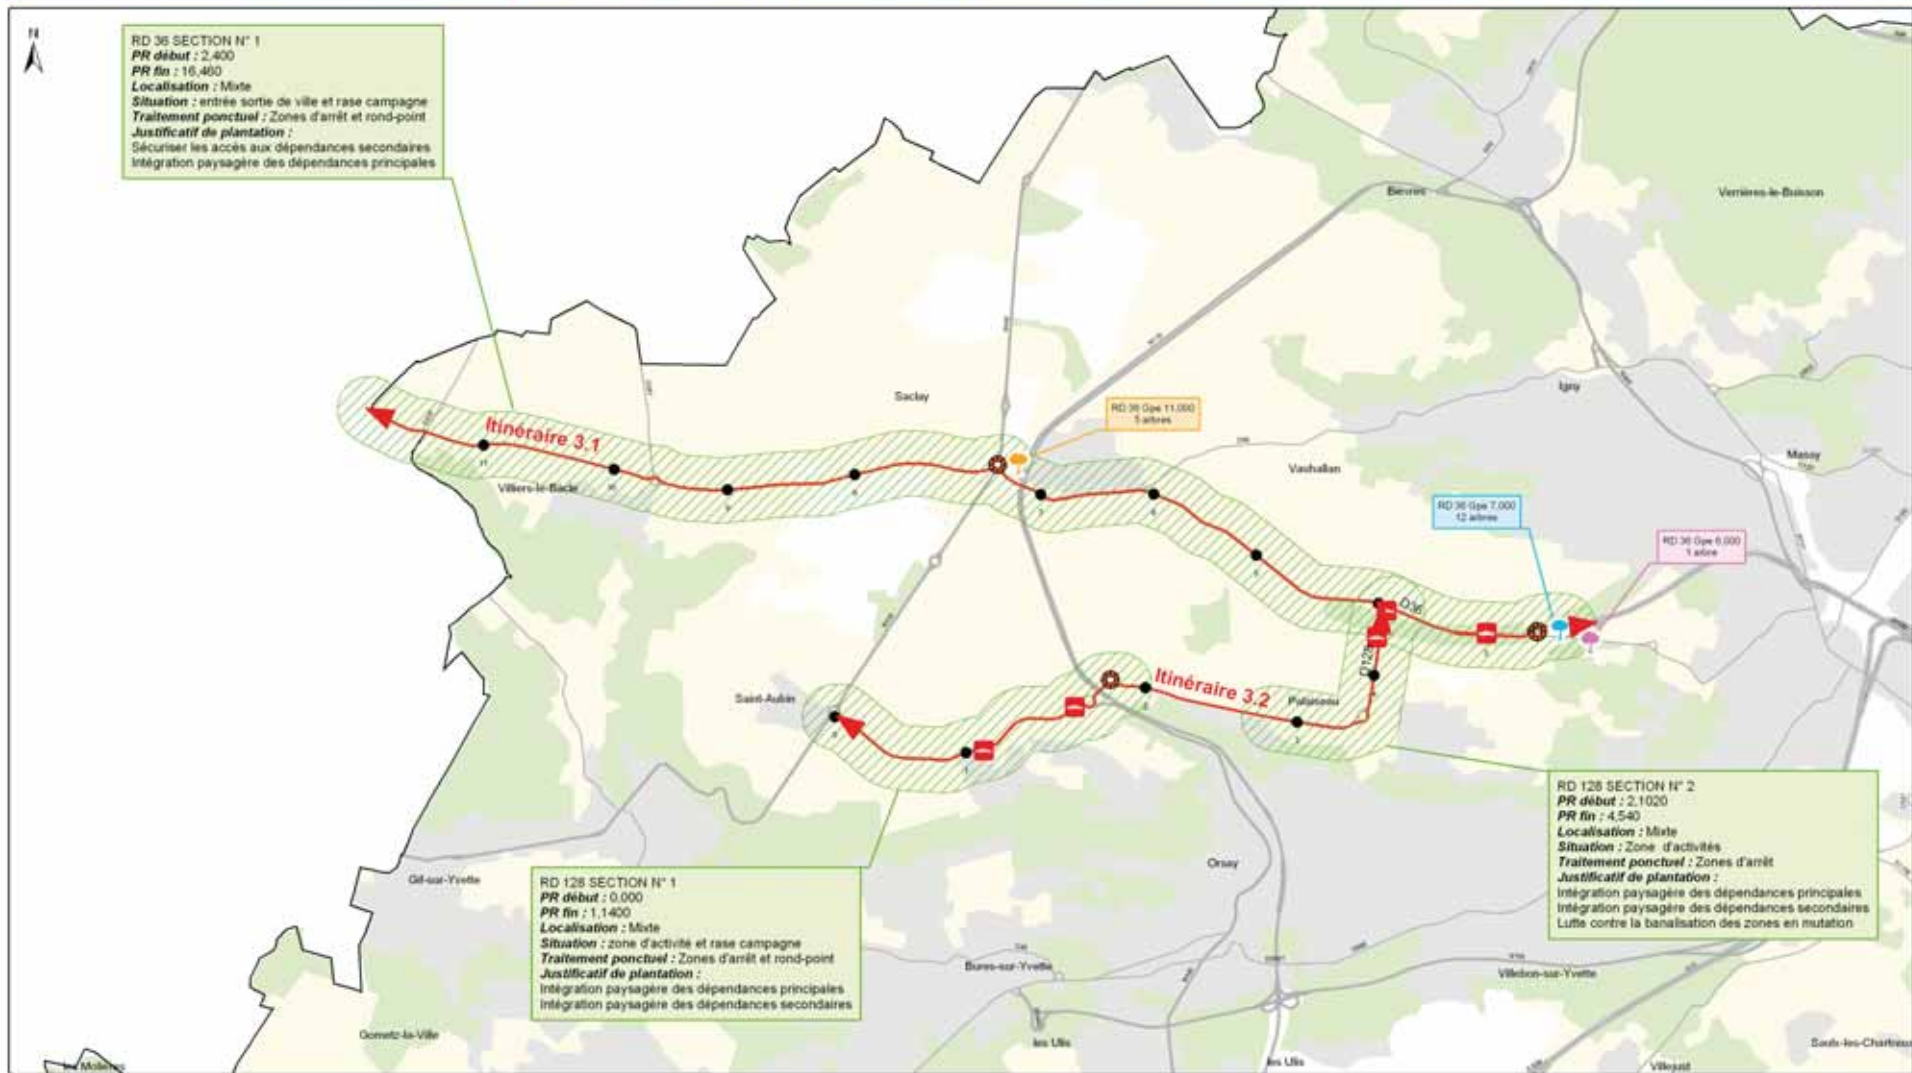 N
RD 36 SECTION N° 1
PR début : 2,400
PR fin : 16,460
Localisation : Mixte
Situation : entrée sortie de ville et rase campagne
Traitement ponctuel : Zones d'arrêt et rond-point
Justificatif de plantation :
Sécuriser les accès aux dépendances secondaires
Intégration paysagère des dépendances principales
Bièvres
Verrières-le-Buisson
Igny
Saclay
RD 36 Gpe 11,000
5 arbres
Itinéraire 3.1
Vauhallan
Massy
Villiers-le-Bâcle
RD 36 Gpe 7,000
12 arbres
RD 36 Gpe 6,000
1 arbre
D36
D128
Itinéraire 3.2
Saint-Aubin
Palaiseau
RD 128 SECTION N° 2
PR début : 2,1020
PR fin : 4,540
Localisation : Mixte
Situation : Zone d'activités
Traitement ponctuel : Zones d'arrêt
Justificatif de plantation :
Intégration paysagère des dépendances principales
Intégration paysagère des dépendances secondaires
Lutte contre la banalisation des zones en mutation
Orsay
Gif-sur-Yvette
RD 128 SECTION N° 1
PR début : 0,000
PR fin : 1,1400
Localisation : Mixte
Situation : zone d'activité et rase campagne
Traitement ponctuel : Zones d'arrêt et rond-point
Justificatif de plantation :
Intégration paysagère des dépendances principales
Intégration paysagère des dépendances secondaires
Bures-sur-Yvette
Villebon-sur-Yvette
Gometz-la-Ville
les Ulis
les Ulis
Saulx-les-Chartreux
les Molières
Villejust